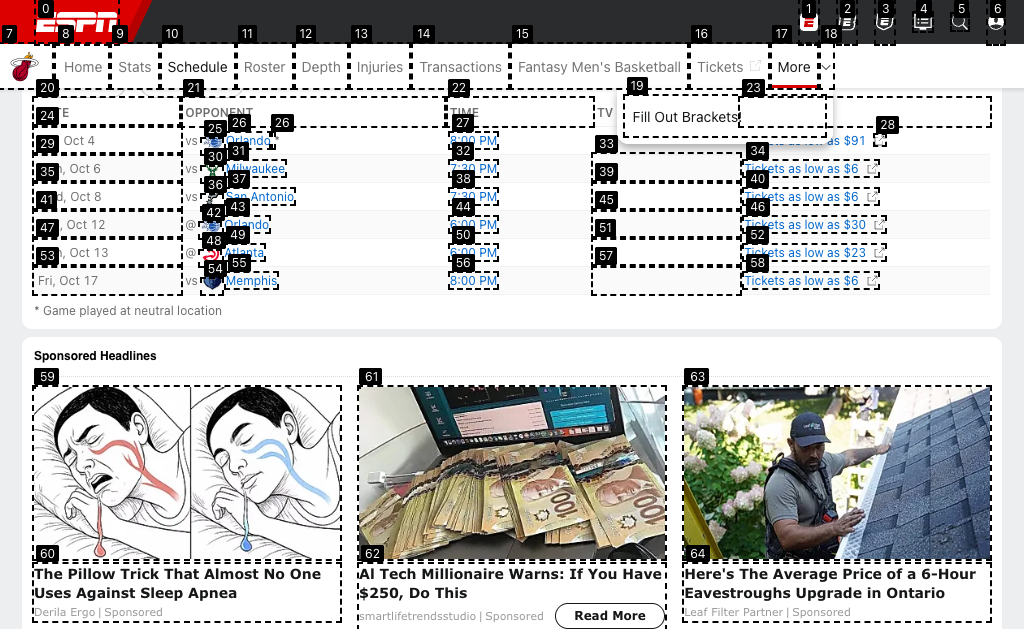 0
ESPN
1
2
3
4
5
6
7
8
9
10
11
12
13
14
15
16
17
18
Home
Stats
Schedule
Roster
Depth
Injuries
Transactions
Fantasy Men's Basketball
Tickets
More
19
Fill Out Brackets
20
21
22
23
24
OPPONENT
TIME
TV
25
26
26
27
28
29
Oct 4
vs
Orlando *
8:00 PM
Tickets as low as $91
30
31
32
33
34
35
, Oct 6
vs
Milwaukee
7:30 PM
Tickets as low as $6
36
37
38
39
40
41
d, Oct 8
vs
San Antonio
7:30 PM
Tickets as low as $6
42
43
44
45
46
47
, Oct 12
@
Orlando
6:00 PM
Tickets as low as $30
48
49
50
51
52
53
, Oct 13
@
Atlanta
6:00 PM
Tickets as low as $23
54
55
56
57
58
Fri, Oct 17
vs
Memphis
8:00 PM
Tickets as low as $6
* Game played at neutral location
Sponsored Headlines
59
61
63
100
60
62
64
The Pillow Trick That Almost No One
Uses Against Sleep Apnea
Derila Ergo | Sponsored
AI Tech Millionaire Warns: If You Have
$250, Do This
smartlifetrendsstudio | Sponsored
Read More
Here's The Average Price of a 6-Hour
Eavestroughs Upgrade in Ontario
Leaf Filter Partner | Sponsored